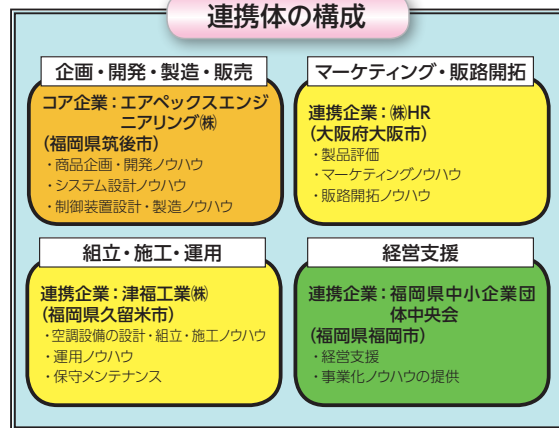 連携体の構成
企画・開発・製造・販売
コア企業：エアペックスエンジ
ニアリング㈱
(福岡県筑後市)
・商品企画・開発ノウハウ
・システム設計ノウハウ
・制御装置設計・製造ノウハウ
マーケティング・販路開拓
連携企業：㈱HR
(大阪府大阪市)
・製品評価
・マーケティングノウハウ
・販路開拓ノウハウ
組立・施工・運用
連携企業：津福工業㈱
(福岡県久留米市)
・空調設備の設計・組立・施工ノウハウ
・運用ノウハウ
・保守メンテナンス
経営支援
連携企業：福岡県中小企業団
体中央会
(福岡県福岡市)
・経営支援
・事業化ノウハウの提供